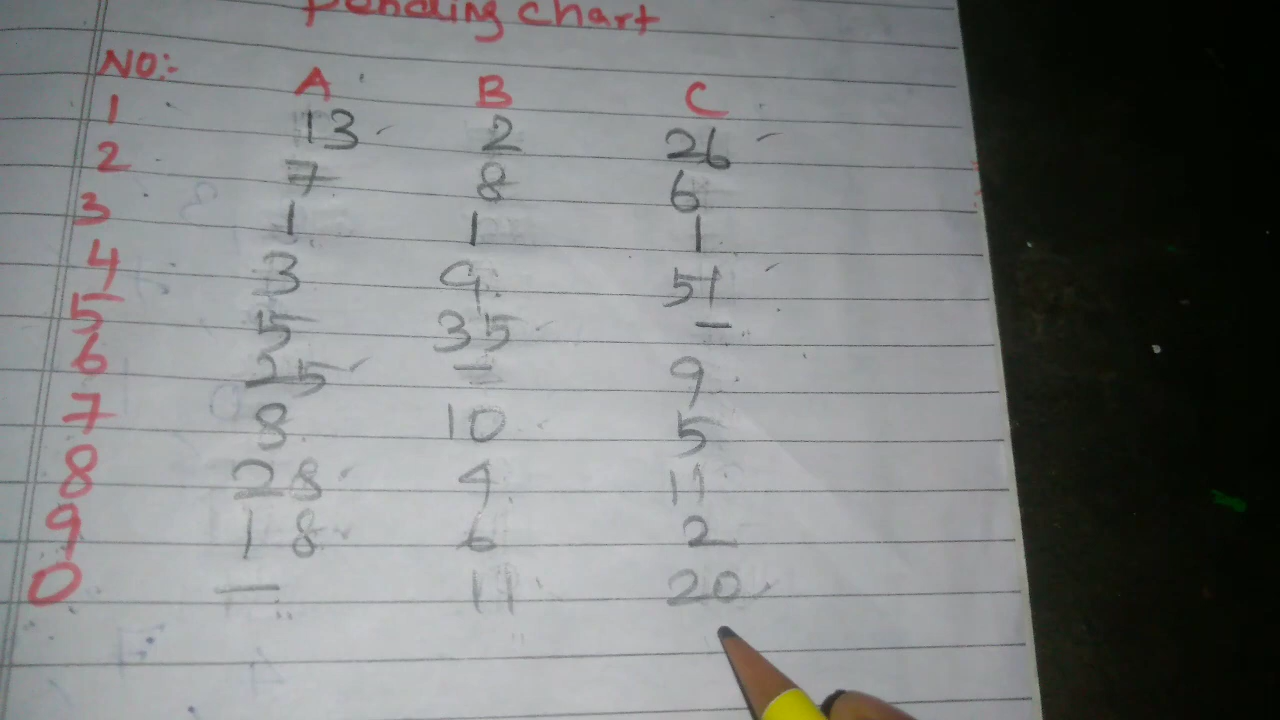 Pending Chart
NO:- A B C
1 13 2 26
2 7 8 6
3 1 1 1
4 3 9 51
5 5 35 -
6 25 - 9
7 8 10 5
8 28 4 11
9 18 6 2
0 - 11 20